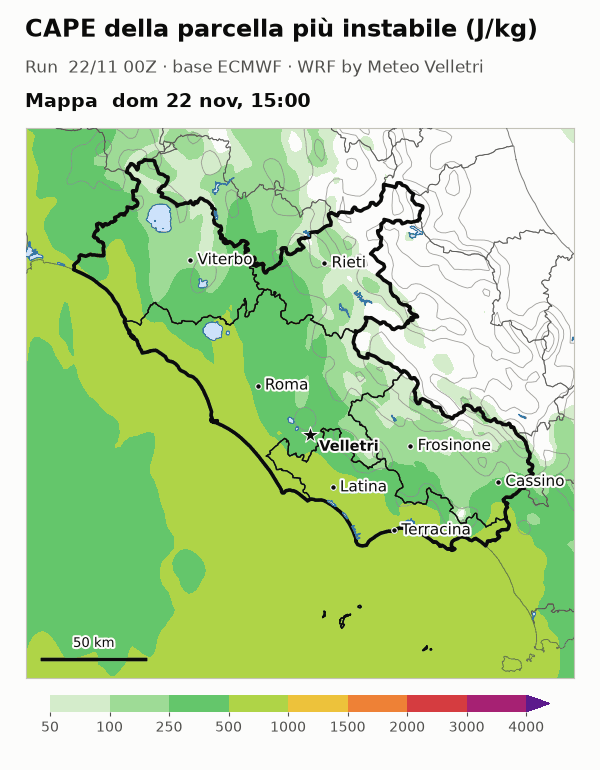 CAPE della parcella più instabile (J/kg)
Run 22/11 00Z · base ECMWF · WRF by Meteo Velletri
Mappa dom 22 nov, 15:00
Viterbo
Rieti
Roma
Velletri
Frosinone
Cassino
Latina
Terracina
50 km
50 100 250 500 1000 1500 2000 3000 4000